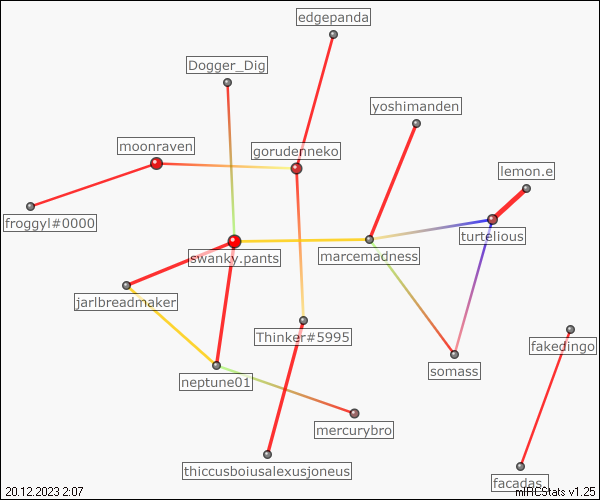 edgepanda
Dogger_Dig
yoshimanden
moonraven
gorudenneko
lemon.e
froggyl#0000
turtelious
swanky.pants
marcemadness
jarlbreadmaker
Thinker#5995
fakedingo
somass
neptune01
mercurybro
thiccusboiusalexusjoneus
facadas_
20.12.2023 2:07
mIRCStats v1.25